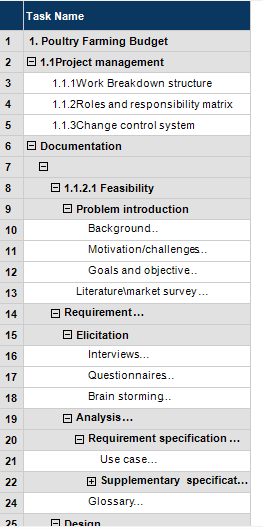 Task Name
1 1. Poultry Farming Budget
2 1.1Project management
3 1.1.1Work Breakdown structure
4 1.1.2Roles and responsibility matrix
5 1.1.3Change control system
6 Documentation
7
8 1.1.2.1 Feasibility
9 Problem introduction
10 Background...
11 Motivation/challenges...
12 Goals and objective...
13 Literature\market survey...
14 Requirement...
15 Elicitation
16 Interviews...
17 Questionnaires...
18 Brain storming...
19 Analysis...
20 Requirement specification ...
21 Use case...
22 Supplementary specificat...
24 Glossary...
25 Design